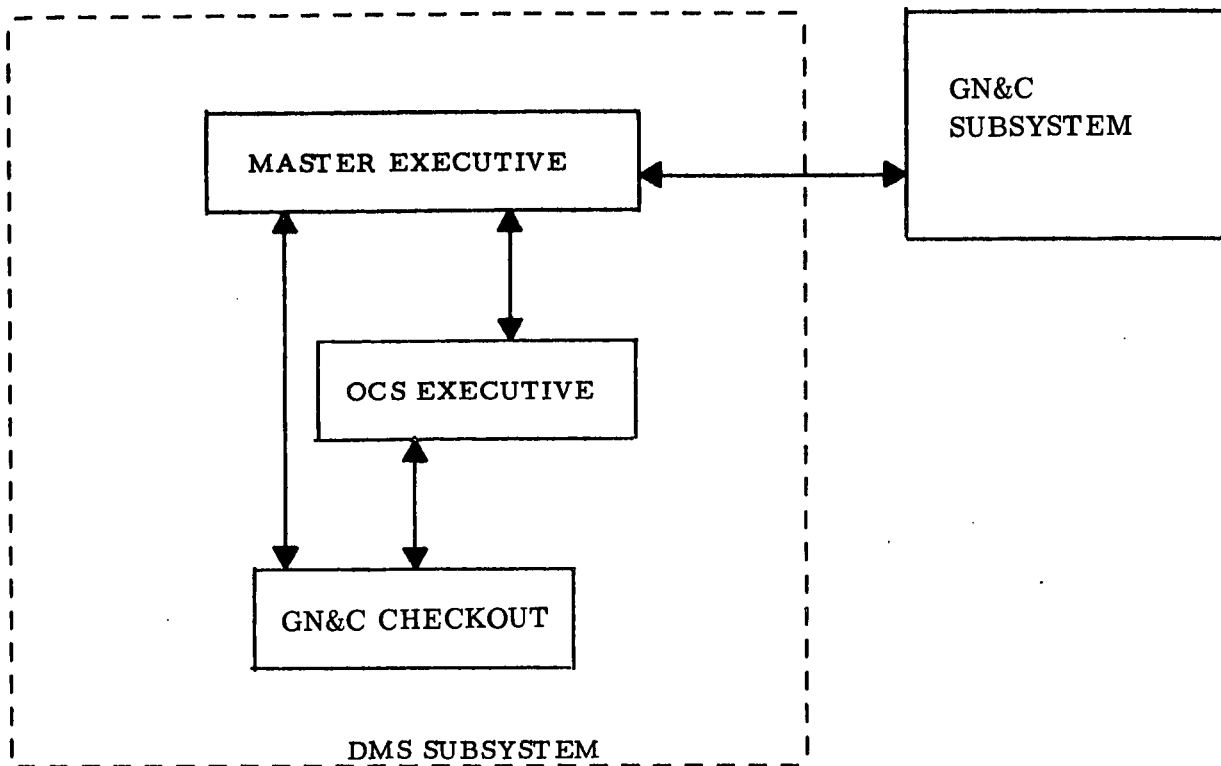 GN&C
SUBSYSTEM
MASTER EXECUTIVE
OCS EXECUTIVE
GN&C CHECKOUT
DMS SUBSYSTEM